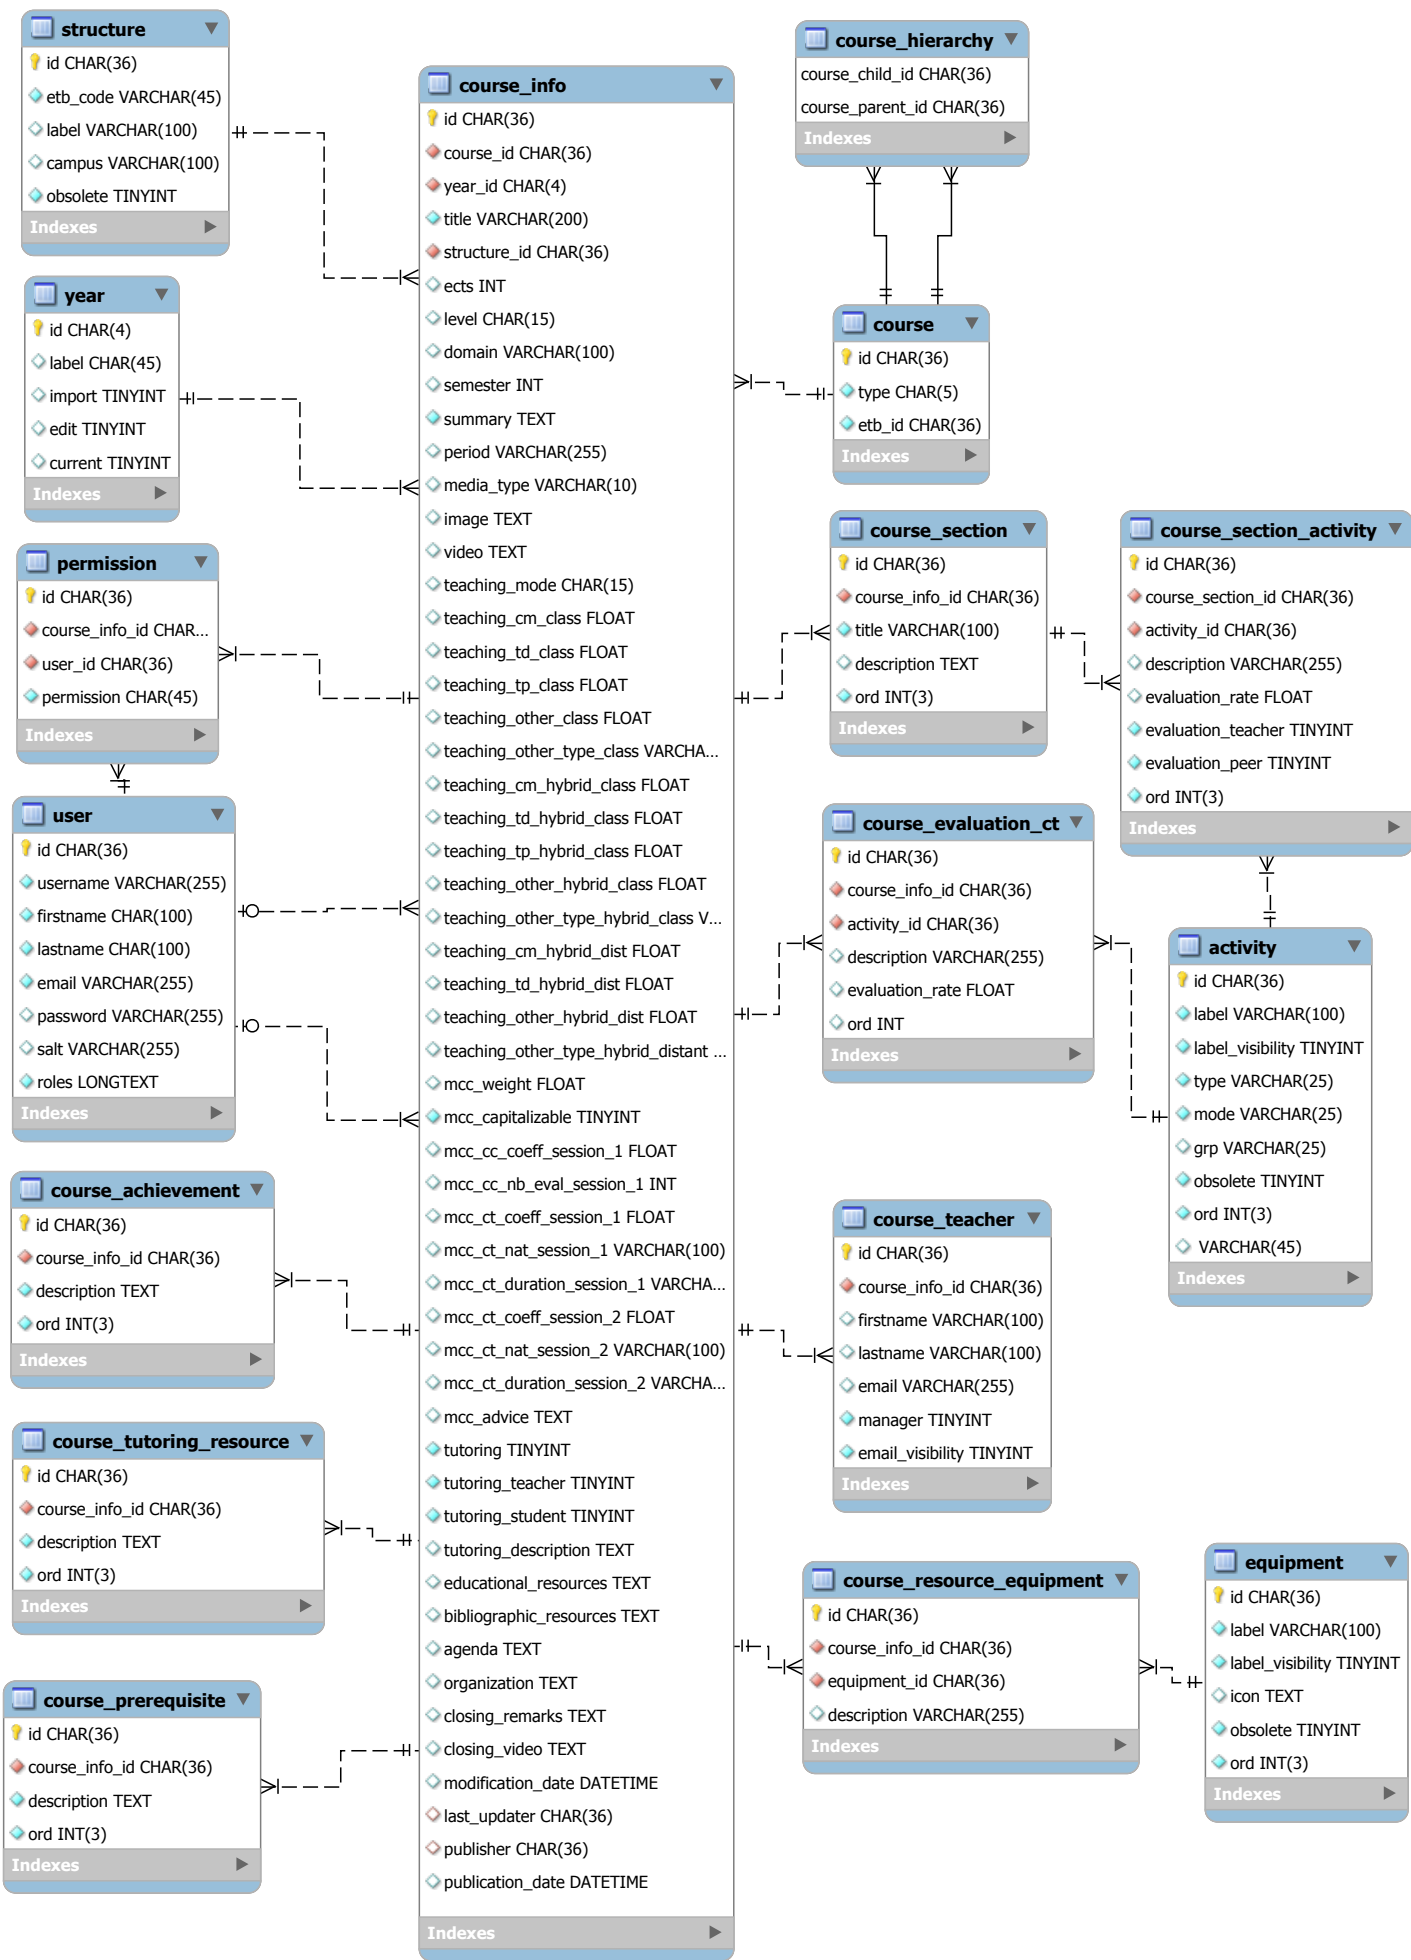 structure
id CHAR(36)
etb_code VARCHAR(45)
label VARCHAR(100)
campus VARCHAR(100)
obsolete TINYINT
Indexes
year
id CHAR(4)
label CHAR(45)
import TINYINT
edit TINYINT
current TINYINT
Indexes
permission
id CHAR(36)
course_info_id CHAR...
user_id CHAR(36)
permission CHAR(45)
Indexes
user
id CHAR(36)
username VARCHAR(255)
firstname CHAR(100)
lastname CHAR(100)
email VARCHAR(255)
password VARCHAR(255)
salt VARCHAR(255)
roles LONGTEXT
Indexes
course_achievement
id CHAR(36)
course_info_id CHAR(36)
description TEXT
ord INT(3)
Indexes
course_tutoring_resource
id CHAR(36)
course_info_id CHAR(36)
description TEXT
ord INT(3)
Indexes
course_prerequisite
id CHAR(36)
course_info_id CHAR(36)
description TEXT
ord INT(3)
Indexes
course_info
id CHAR(36)
course_id CHAR(36)
year_id CHAR(4)
title VARCHAR(200)
structure_id CHAR(36)
ects INT
level CHAR(15)
domain VARCHAR(100)
semester INT
summary TEXT
period VARCHAR(255)
media_type VARCHAR(10)
image TEXT
video TEXT
teaching_mode CHAR(15)
teaching_cm_class FLOAT
teaching_td_class FLOAT
teaching_tp_class FLOAT
teaching_other_class FLOAT
teaching_other_type_class VARCHA...
teaching_cm_hybrid_class FLOAT
teaching_td_hybrid_class FLOAT
teaching_tp_hybrid_class FLOAT
teaching_other_hybrid_class FLOAT
teaching_other_type_hybrid_class V...
teaching_cm_hybrid_dist FLOAT
teaching_td_hybrid_dist FLOAT
teaching_other_hybrid_dist FLOAT
teaching_other_type_hybrid_distant ...
mcc_weight FLOAT
mcc_capitalizable TINYINT
mcc_cc_coeff_session_1 FLOAT
mcc_cc_nb_eval_session_1 INT
mcc_ct_coeff_session_1 FLOAT
mcc_ct_nat_session_1 VARCHAR(100)
mcc_ct_duration_session_1 VARCHA...
mcc_ct_coeff_session_2 FLOAT
mcc_ct_nat_session_2 VARCHAR(100)
mcc_ct_duration_session_2 VARCHA...
mcc_advice TEXT
tutoring TINYINT
tutoring_teacher TINYINT
tutoring_student TINYINT
tutoring_description TEXT
educational_resources TEXT
bibliographic_resources TEXT
agenda TEXT
organization TEXT
closing_remarks TEXT
closing_video TEXT
modification_date DATETIME
last_updater CHAR(36)
publisher CHAR(36)
publication_date DATETIME
Indexes
course_hierarchy
course_child_id CHAR(36)
course_parent_id CHAR(36)
Indexes
course
id CHAR(36)
type CHAR(5)
etb_id CHAR(36)
Indexes
course_section
id CHAR(36)
course_info_id CHAR(36)
title VARCHAR(100)
description TEXT
ord INT(3)
Indexes
course_section_activity
id CHAR(36)
course_section_id CHAR(36)
activity_id CHAR(36)
description VARCHAR(255)
evaluation_rate FLOAT
evaluation_teacher TINYINT
evaluation_peer TINYINT
ord INT(3)
Indexes
course_evaluation_ct
id CHAR(36)
course_info_id CHAR(36)
activity_id CHAR(36)
description VARCHAR(255)
evaluation_rate FLOAT
ord INT
Indexes
activity
id CHAR(36)
label VARCHAR(100)
label_visibility TINYINT
type VARCHAR(25)
mode VARCHAR(25)
grp VARCHAR(25)
obsolete TINYINT
ord INT(3)
VARCHAR(45)
Indexes
course_teacher
id CHAR(36)
course_info_id CHAR(36)
firstname VARCHAR(100)
lastname VARCHAR(100)
email VARCHAR(255)
manager TINYINT
email_visibility TINYINT
Indexes
course_resource_equipment
id CHAR(36)
course_info_id CHAR(36)
equipment_id CHAR(36)
description VARCHAR(255)
Indexes
equipment
id CHAR(36)
label VARCHAR(100)
label_visibility TINYINT
icon TEXT
obsolete TINYINT
ord INT(3)
Indexes